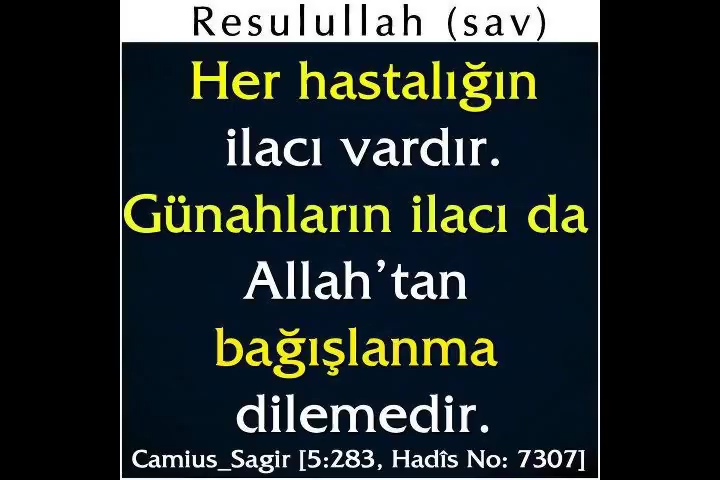 Resulullah (sav)
Her hastalığın
ilacı vardır.
Günahların ilacı da
Allah'tan
bağışlanma
dilemedir.
Camius_Sagir [5:283, Hadîs No: 7307]